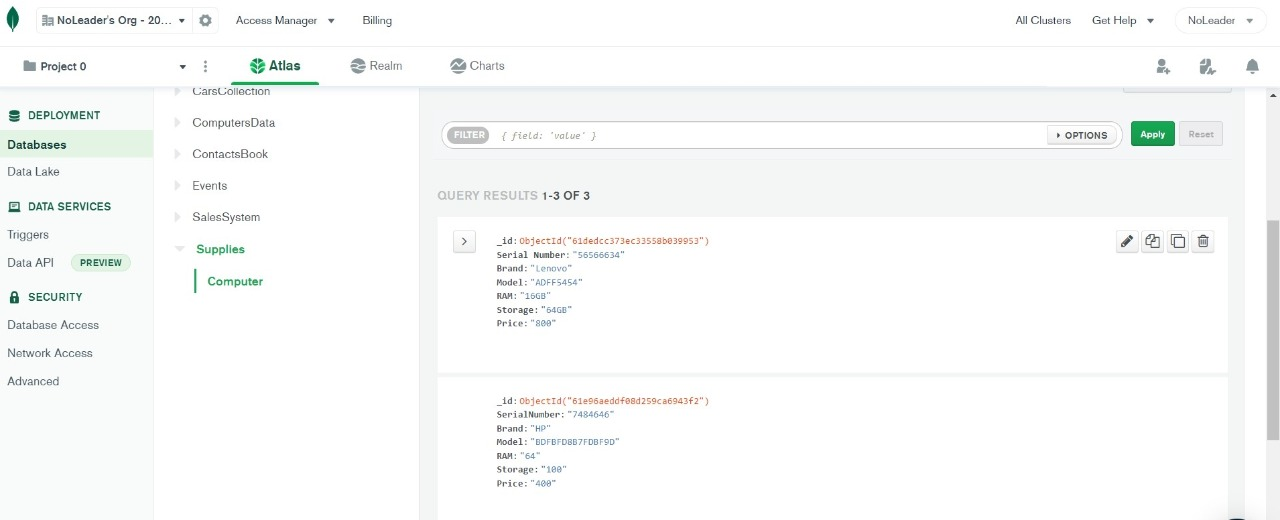 NoLeader's Org - 20...
Access Manager
Billing
All Clusters
Get Help
NoLeader
Project 0
Atlas
Realm
Charts
DEPLOYMENT
Databases
Data Lake
DATA SERVICES
Triggers
Data API PREVIEW
SECURITY
Database Access
Network Access
Advanced
CarsCollection
ComputersData
ContactsBook
Events
SalesSystem
Supplies
Computer
FILTER { field: 'value' } OPTIONS Apply Reset
QUERY RESULTS 1-3 OF 3
_id: ObjectId("61dedcc373ec33558b039953")
Serial Number: "56566634"
Brand: "Lenovo"
Model: "ADFF5454"
RAM: "16GB"
Storage: "64GB"
Price: "800"
_id: ObjectId("61e96aeddf08d259ca6943f2")
SerialNumber: "7484646"
Brand: "HP"
Model: "BDFBFDBB7FDBF9D"
RAM: "64"
Storage: "100"
Price: "400"